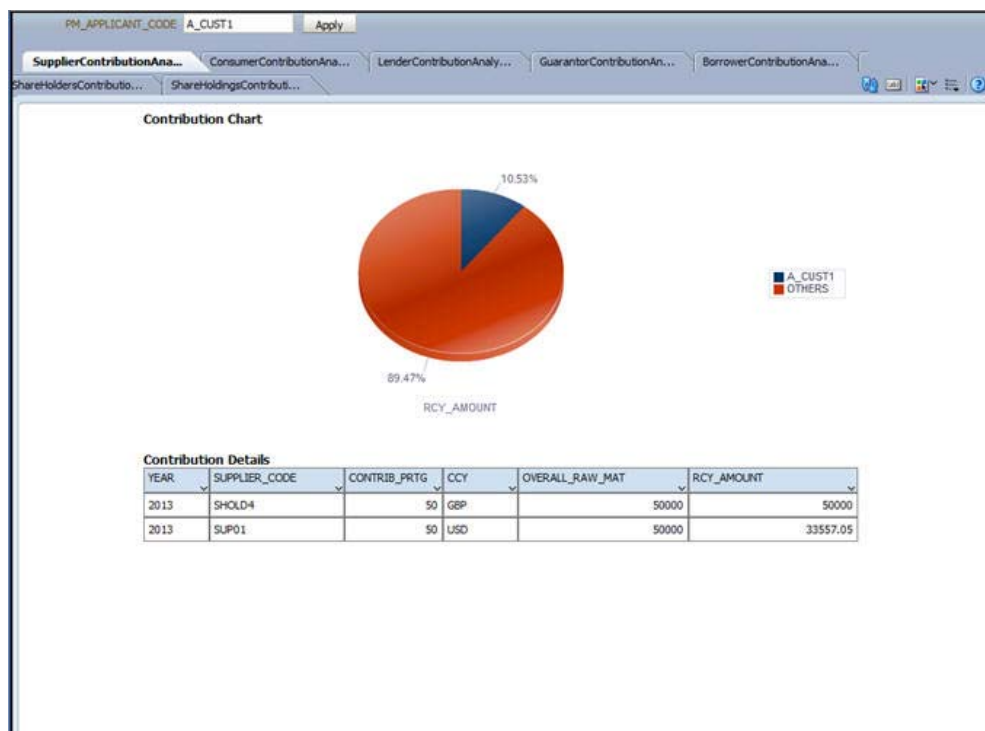 PM_APPLICANT_CODE A_CUST1 Apply
SupplierContributionAna... ConsumerContributionAna... LenderContributionAnaly... GuarantorContributionAn... BorrowerContributionAna...
ShareHoldersContributio... ShareHoldingsContributi...
Contribution Chart
10.53%
A_CUST1
OTHERS
89.47%
RCY_AMOUNT
Contribution Details
YEAR SUPPLIER_CODE CONTRIB_PRTG CCY OVERALL_RAW_MAT RCY_AMOUNT
2013 SHOLD4 50 GBP 50000 50000
2013 SUP01 50 USD 50000 33557.05